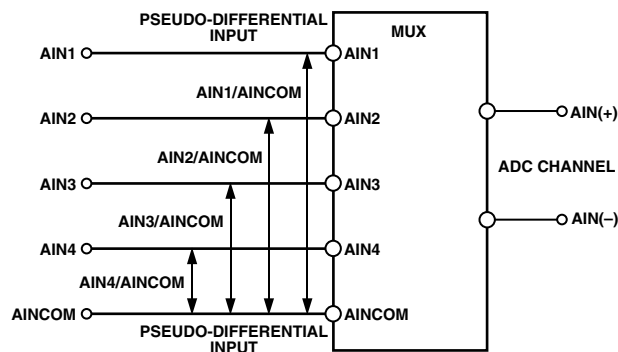 PSEUDO-DIFFERENTIAL
INPUT
MUX
AIN1
AIN1
AIN1/AINCOM
AIN2
AIN2
AIN(+)
AIN2/AINCOM
ADC CHANNEL
AIN3
AIN3
AIN3/AINCOM
AIN(–)
AIN4
AIN4
AIN4/AINCOM
AINCOM
AINCOM
PSEUDO-DIFFERENTIAL
INPUT